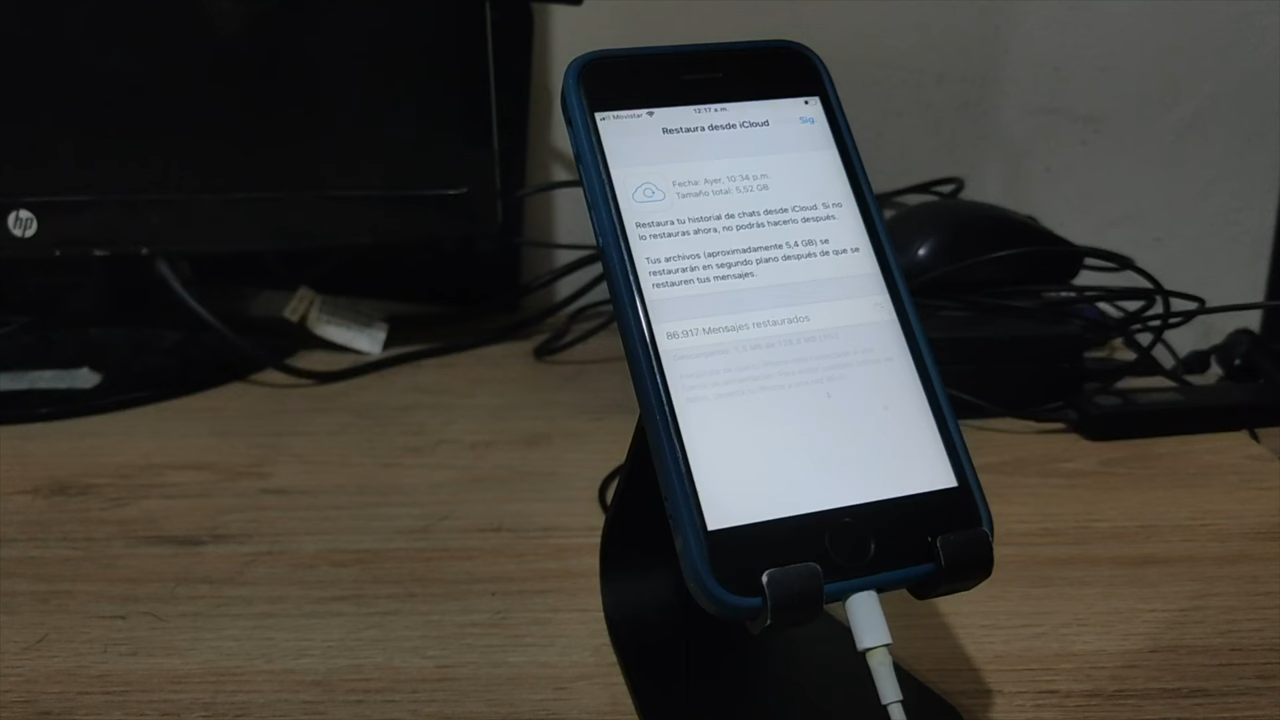 hp
Movistar 12:17 a.m.
Restaura desde iCloud Sig.
Fecha: Ayer, 10:34 p.m.
Tamaño total: 5,52 GB
Restaura tu historial de chats desde iCloud. Si no
lo restauras ahora, no podrás hacerlo después.
Tus archivos (aproximadamente 5,4 GB) se
restaurarán en segundo plano después de que se
restauren tus mensajes.
86.917 Mensajes restaurados